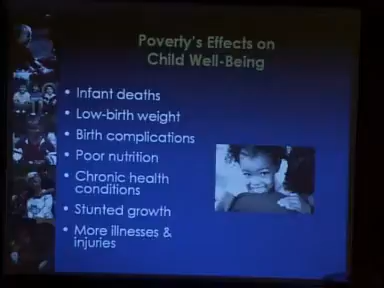 Poverty's Effects on
Child Well-Being
• Infant deaths
• Low-birth weight
• Birth complications
• Poor nutrition
• Chronic health
conditions
• Stunted growth
• More illnesses &
injuries